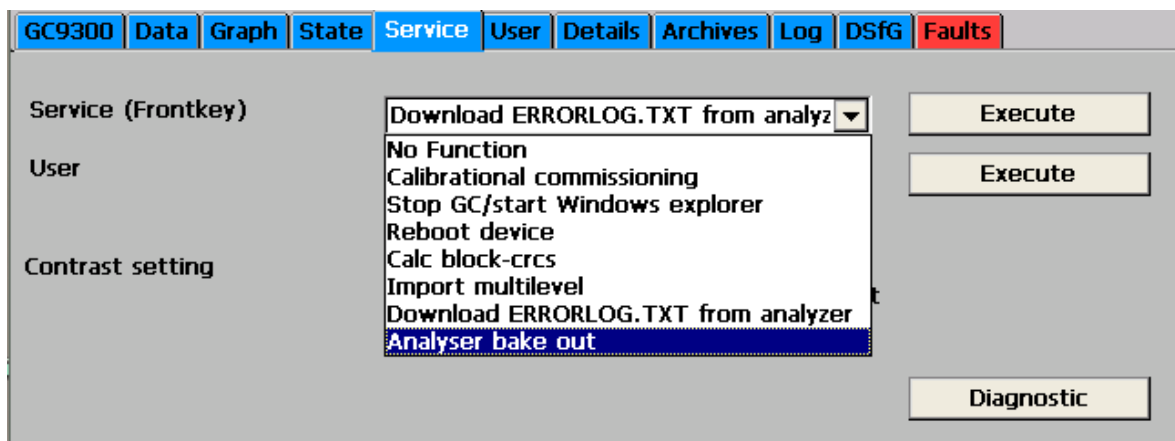 GC9300 Data Graph State Service User Details Archives Log DSfG Faults
Service (Frontkey) Download ERRORLOG.TXT from analyz Execute
No Function
User Execute
Calibrational commissioning
Stop GC/start Windows explorer
Reboot device
Calc block-crcs
Contrast setting
Import multilevel
t
Download ERRORLOG.TXT from analyzer
Analyser bake out
Diagnostic